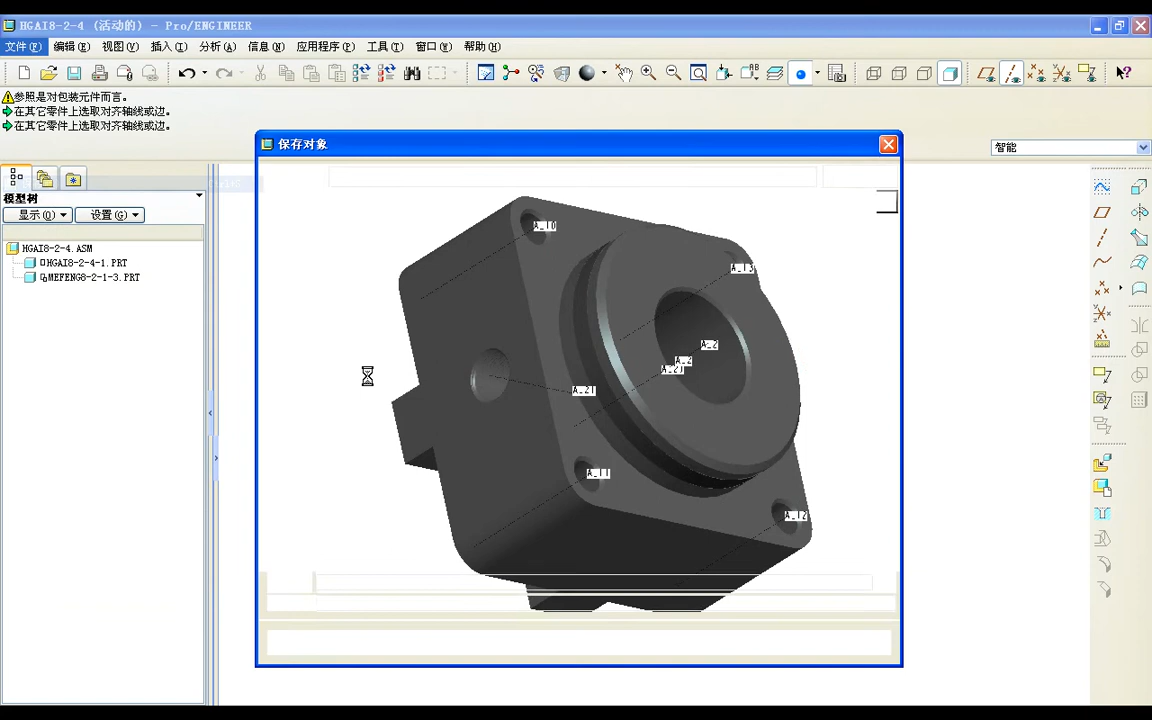 HGAI8-2-4 (活动的) - Pro/ENGINEER
文件(F) 编辑(E) 视图(V) 插入(I) 分析(A) 信息(N) 应用程序(P) 工具(T) 窗口(W) 帮助(H)
参照是对包装元件而言。
在其它零件上选取对齐轴线或边。
在其它零件上选取对齐轴线或边。
保存对象
智能
模型树
显示(O) 设置(G)
HGAI8-2-4.ASM
HGAI8-2-4-1.PRT
MEFENG8-2-1-3.PRT
A_10
A_13
A_2
A_2
A_21
A_11
A_12